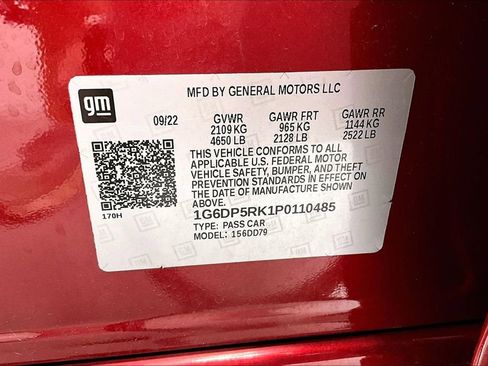 MFD BY GENERAL MOTORS LLC
gm
09/22 GVWR GAWR FRT GAWR RR
2109 KG 965 KG 1144 KG
4650 LB 2128 LB 2522 LB
THIS VEHICLE CONFORMS TO ALL
APPLICABLE U.S. FEDERAL MOTOR
VEHICLE SAFETY, BUMPER, AND THEFT
PREVENTION STANDARDS IN EFFECT ON
THE DATE OF MANUFACTURE SHOWN
ABOVE.
170H
1G6DP5RK1P0110485
TYPE: PASS CAR
MODEL: 156DD79